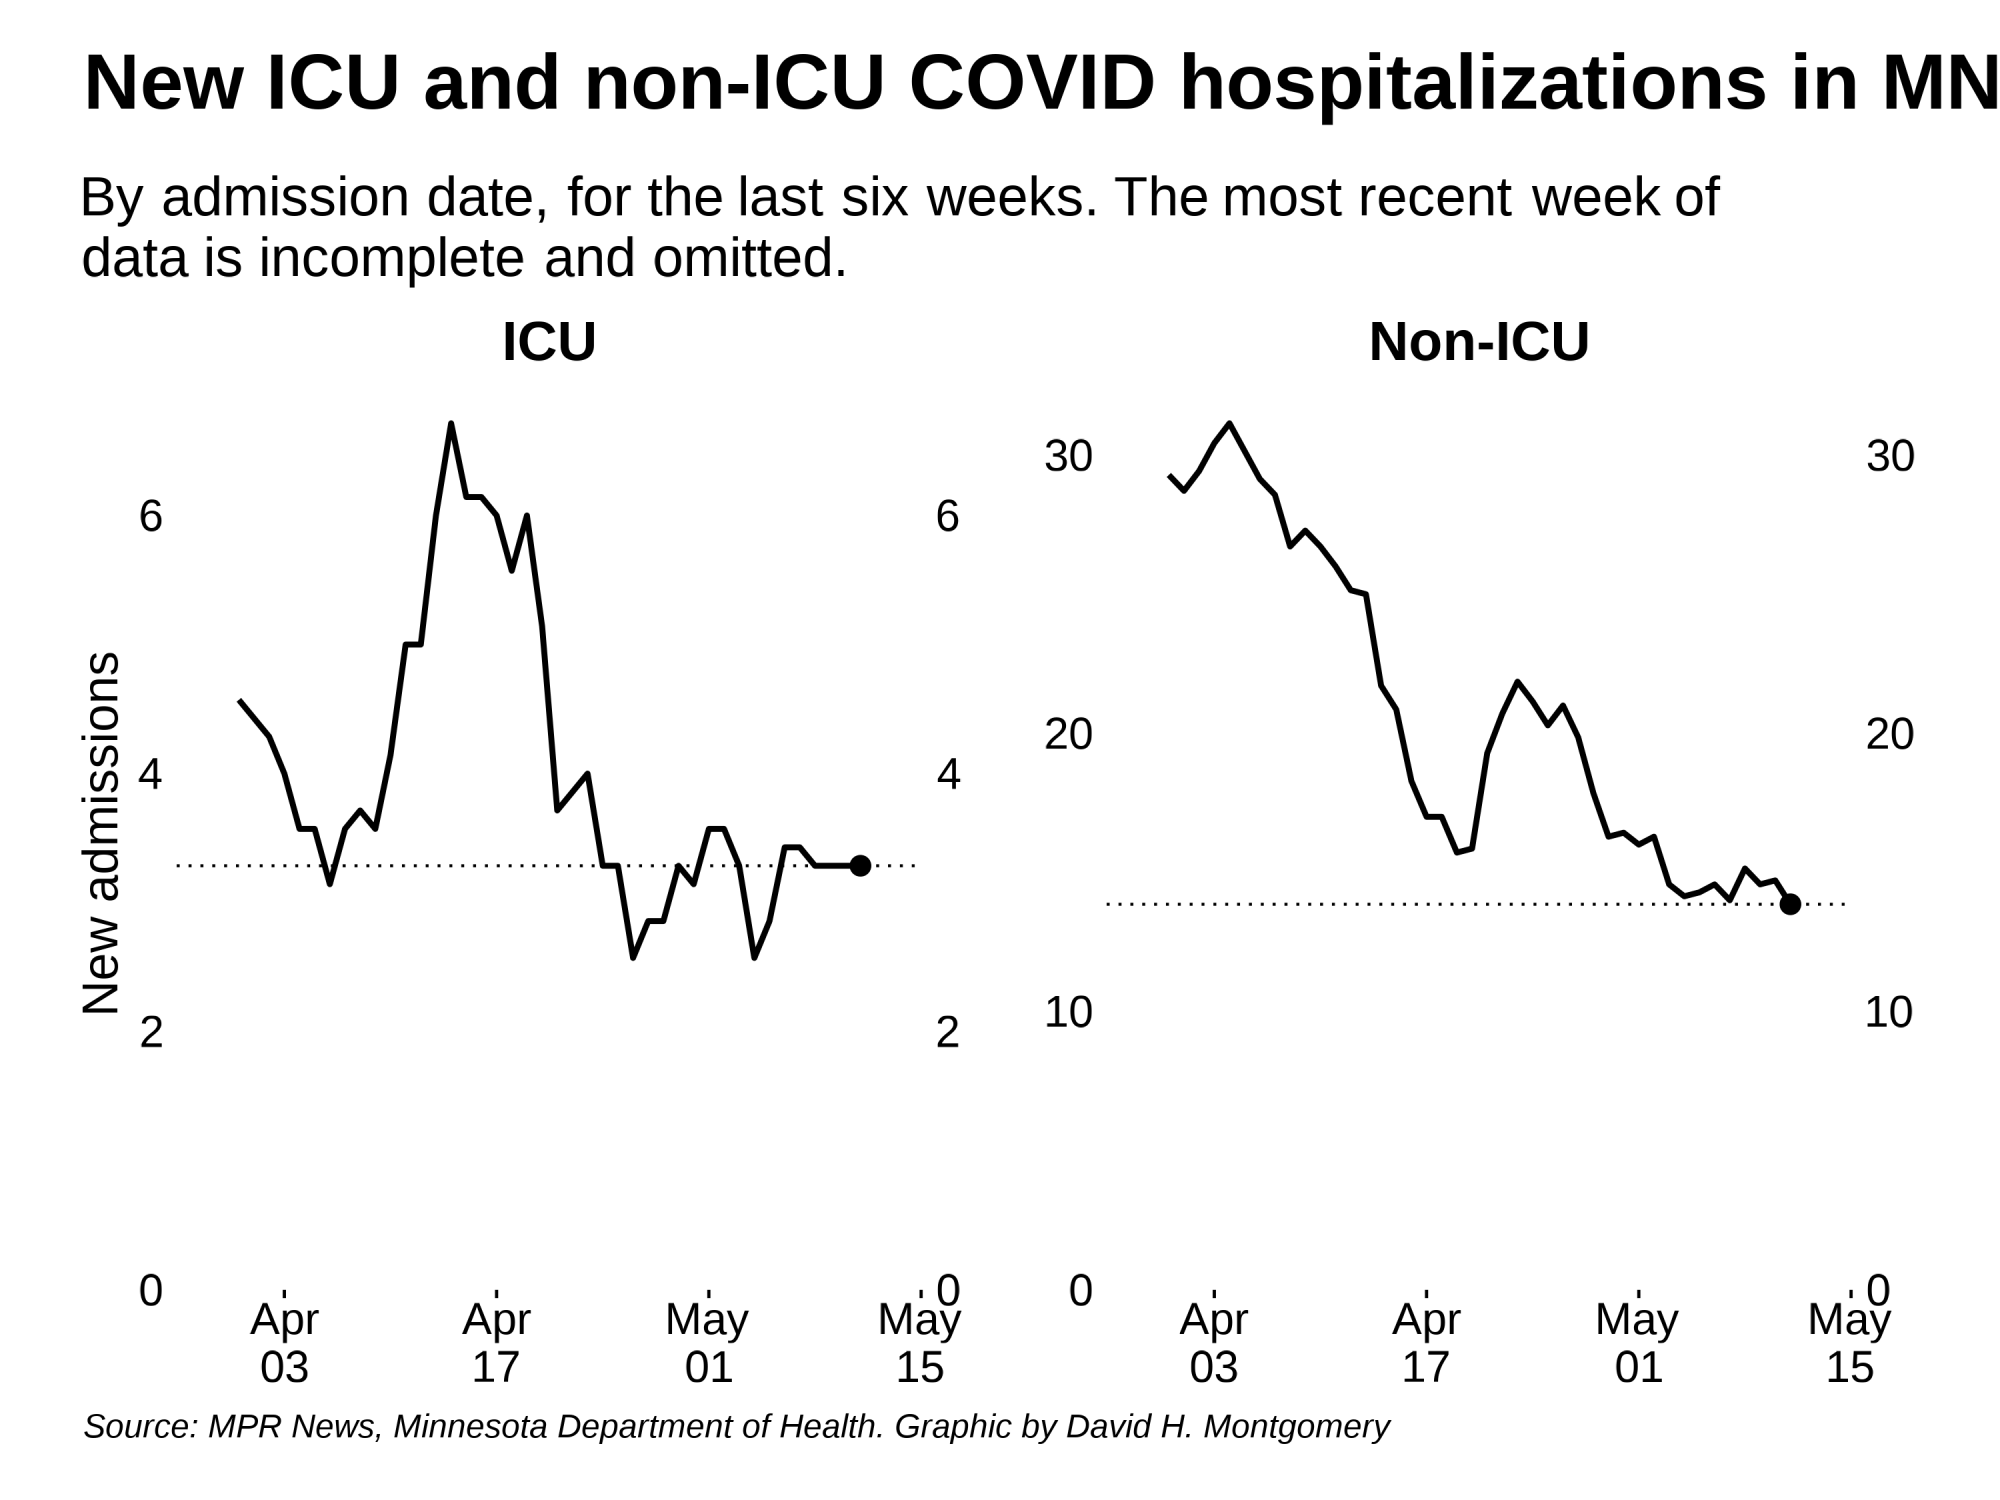 New ICU and non-ICU COVID hospitalizations in MN
By admission date, for the last six weeks. The most recent week of
data is incomplete and omitted.
ICU
Non-ICU
New admissions
6
4
2
0
6
4
2
0
Apr
03
Apr
17
May
01
May
15
30
20
10
0
30
20
10
0
Apr
03
Apr
17
May
01
May
15
Source: MPR News, Minnesota Department of Health. Graphic by David H. Montgomery